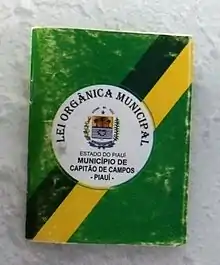 LEI ORGÂNICA MUNICIPAL
ESTADO DO PIAUÍ
MUNICÍPIO DE
CAPITÃO DE CAMPOS
- PIAUÍ -